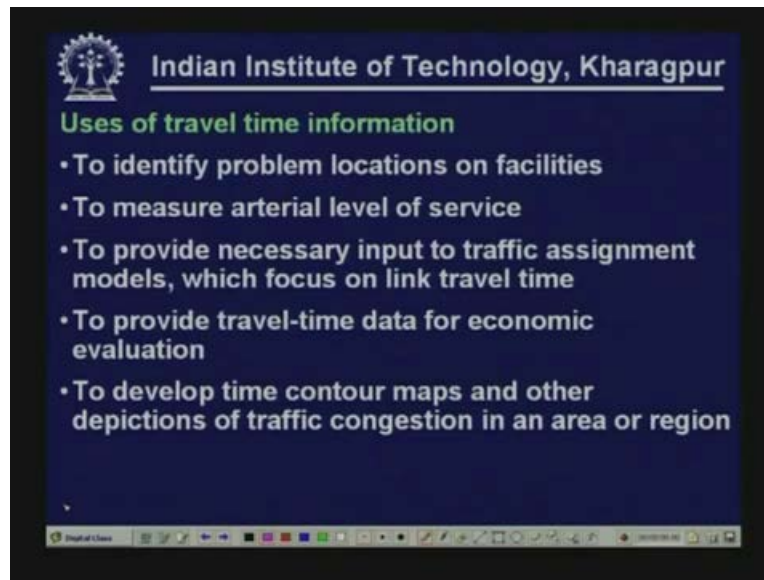 Indian Institute of Technology, Kharagpur
Uses of travel time information
• To identify problem locations on facilities
• To measure arterial level of service
• To provide necessary input to traffic assignment
models, which focus on link travel time
• To provide travel-time data for economic
evaluation
• To develop time contour maps and other
depictions of traffic congestion in an area or region